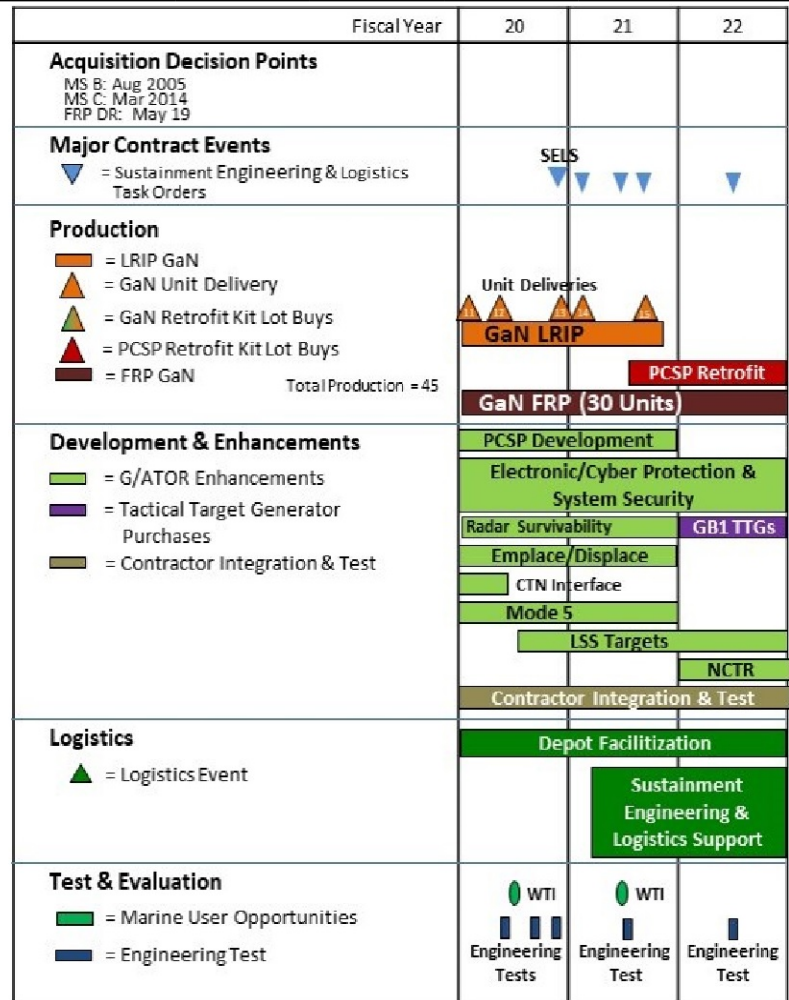 Fiscal Year 20 21 22
Acquisition Decision Points
MS B: Aug 2005
MS C: Mar 2014
FRP DR: May 19
Major Contract Events
= Sustainment Engineering & Logistics
Task Orders
SELS
Production
= LRIP GaN
= GaN Unit Delivery
= GaN Retrofit Kit Lot Buys
= PCSP Retrofit Kit Lot Buys
= FRP GaN
Total Production = 45
Unit Deliveries
11 12 13 14 15
GaN LRIP
PCSP Retrofit
GaN FRP (30 Units)
Development & Enhancements
= G/ATOR Enhancements
= Tactical Target Generator
Purchases
= Contractor Integration & Test
PCSP Development
Electronic/Cyber Protection &
System Security
Radar Survivability GB1 TTGs
Emplace/Displace
CTN Interface
Mode 5
LSS Targets
NCTR
Contractor Integration & Test
Logistics
= Logistics Event
Depot Facilitization
Sustainment
Engineering &
Logistics Support
Test & Evaluation
= Marine User Opportunities
= Engineering Test
WTI WTI
Engineering Engineering Engineering
Tests Test Test